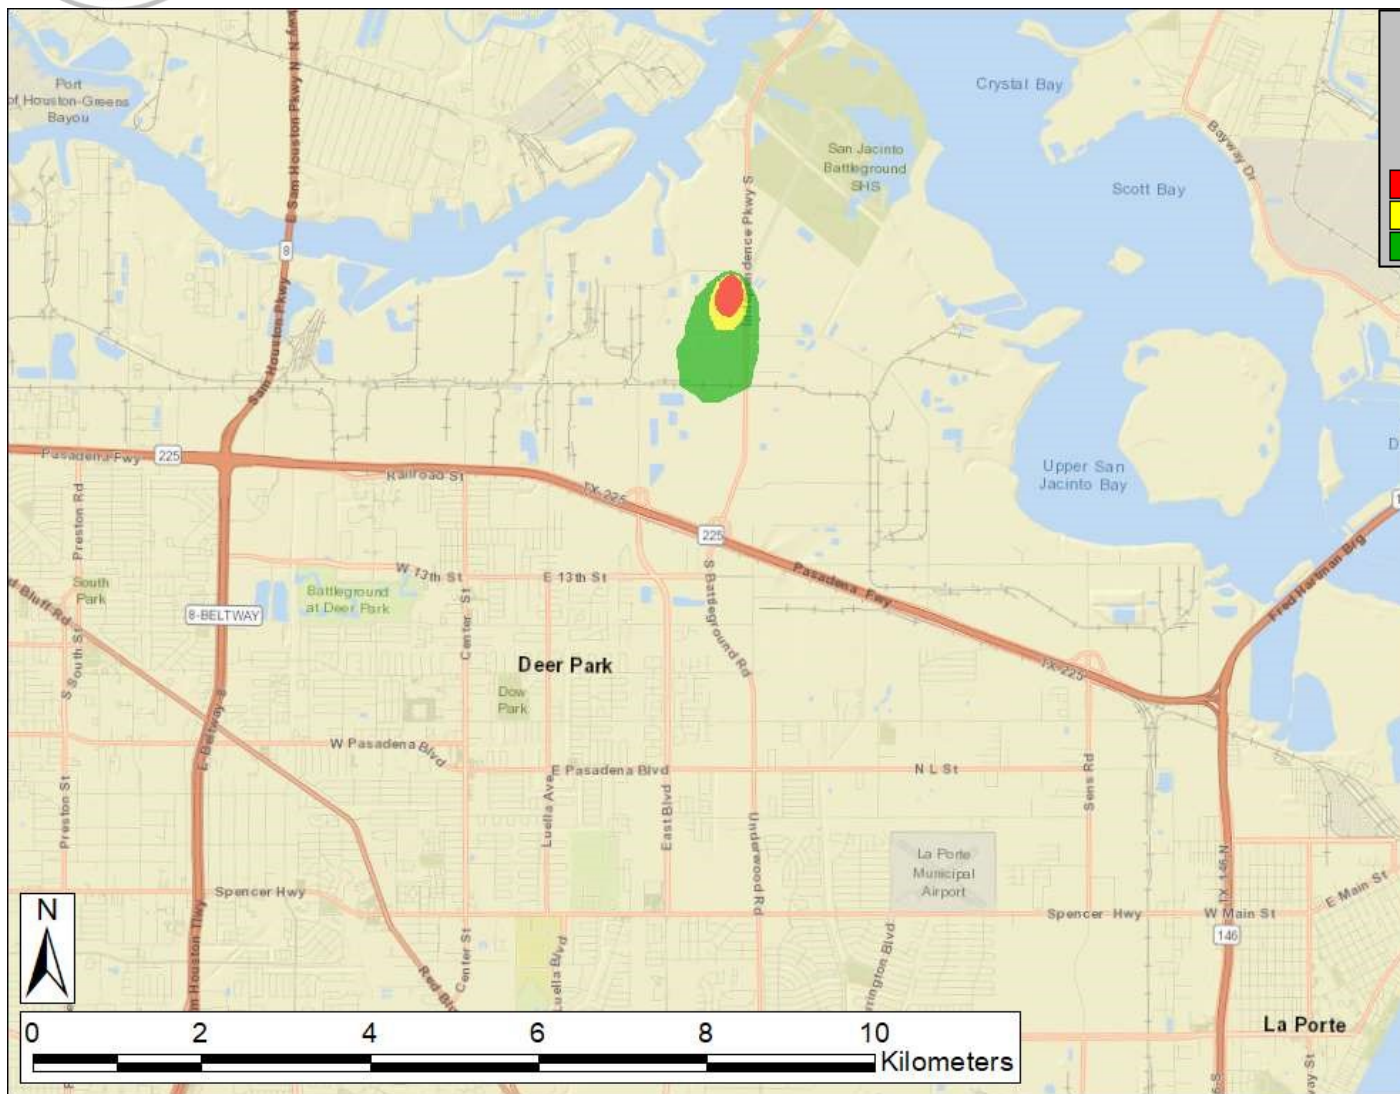 Port
of Houston-Greens
Bayou
E Sam Houston Pkwy N
Crystal Bay
Bayway Dr
San Jacinto
Battleground
SHS
Scott Bay
8
Sam Houston Pkwy
Pasadena Fwy
225
Railroad St
TX-225
Upper San
Jacinto Bay
225
Preston Rd
W 13th St
E 13th St
S Battleground Rd
Pasadena Fwy
Fred Hartman Brg
South
Park
Battleground
at Deer Park
8-BELTWAY
Center St
S South St
Deer Park
TX-225
Dow
Park
E Beltway 8
W Pasadena Blvd
E Pasadena Blvd
N L St
Sens Rd
Preston St
Luella Ave
East Blvd
Underwood Rd
La Porte
Municipal
Airport
TX 146 N
Spencer Hwy
Spencer Hwy
W Main St
E Main St
N
146
Center St
La Porte
0 2 4 6 8 10
Kilometers